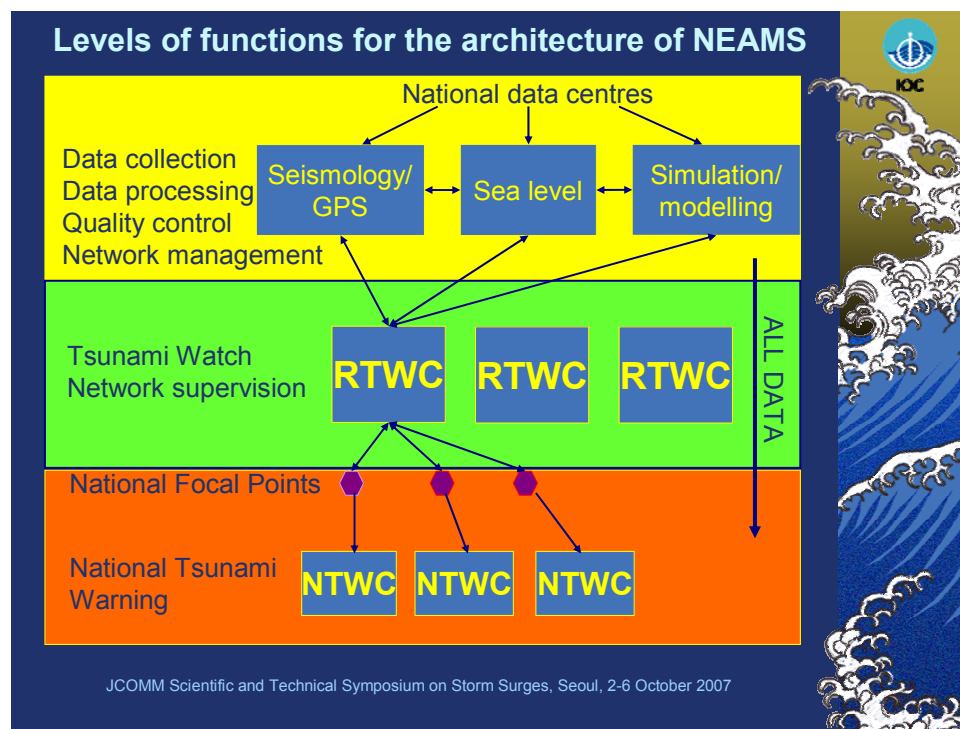 Levels of functions for the architecture of NEAMS
IOC
National data centres
Data collection
Data processing
Quality control
Network management
Seismology/
GPS
Sea level
Simulation/
modelling
Tsunami Watch
Network supervision
RTWC
RTWC
RTWC
ALL DATA
National Focal Points
National Tsunami
Warning
NTWC
NTWC
NTWC
JCOMM Scientific and Technical Symposium on Storm Surges, Seoul, 2-6 October 2007